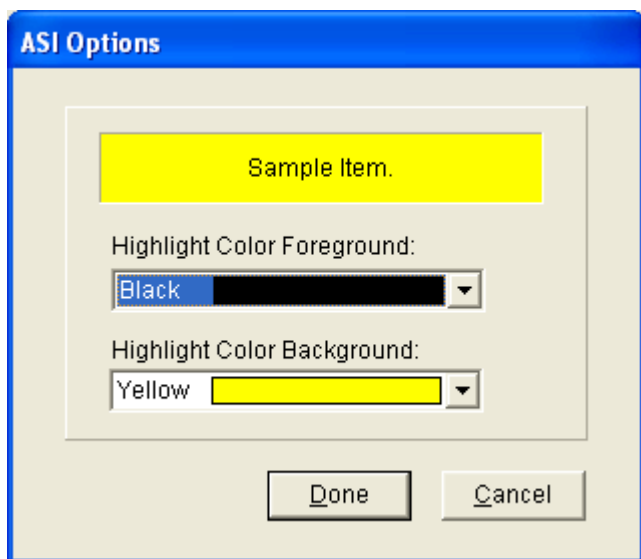 ASI Options
Sample Item.
Highlight Color Foreground:
Black
Highlight Color Background:
Yellow
Done Cancel